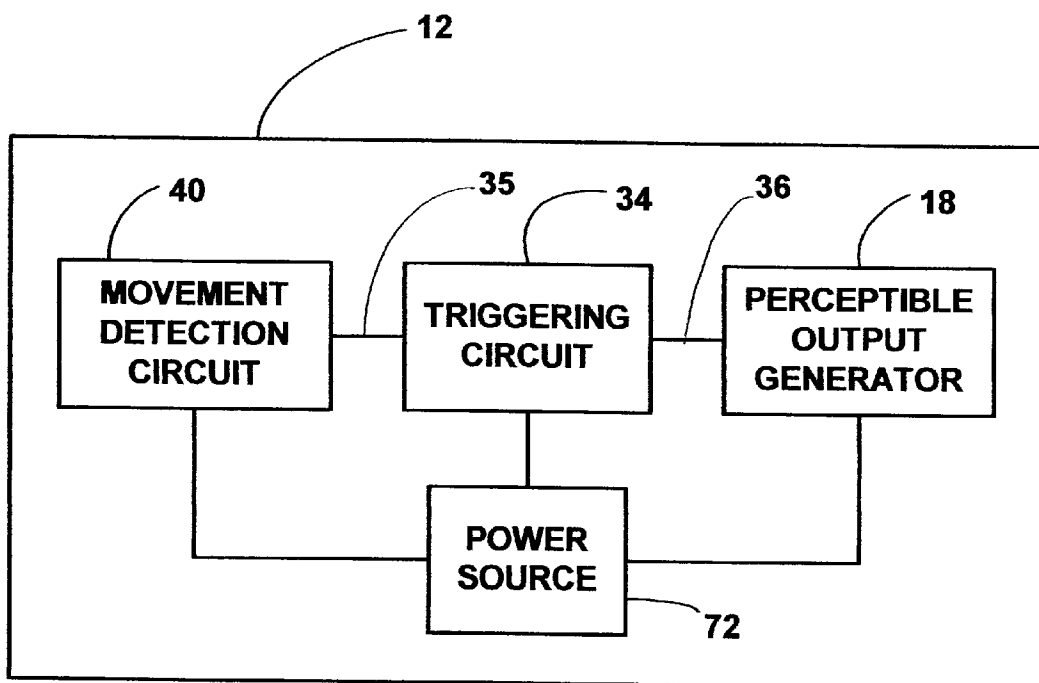 12
40
35
34
36
18
MOVEMENT
DETECTION
CIRCUIT
TRIGGERING
CIRCUIT
PERCEPTIBLE
OUTPUT
GENERATOR
POWER
SOURCE
72